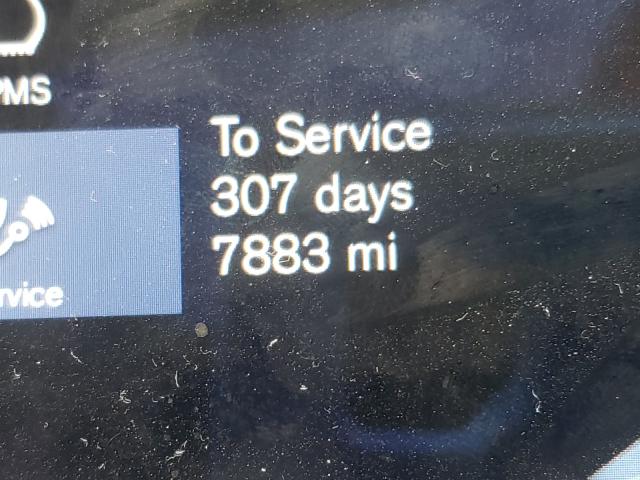 PMS
To Service
307 days
7883 mi
rvice